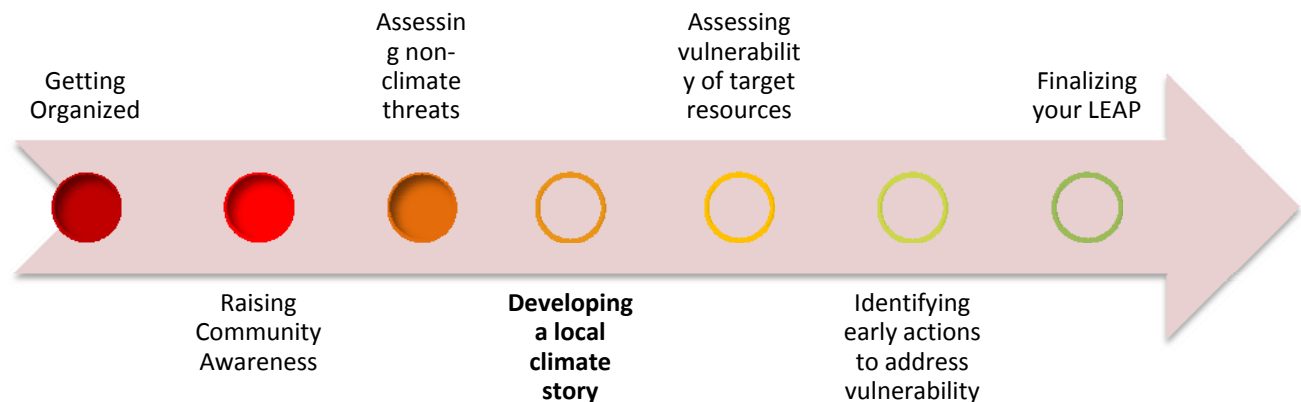 Getting
Organized
Raising
Community
Awareness
Assessin
g non-
climate
threats
Developing
a local
climate
story
Assessing
vulnerabilit
y of target
resources
Identifying
early actions
to address
vulnerability
Finalizing
your LEAP